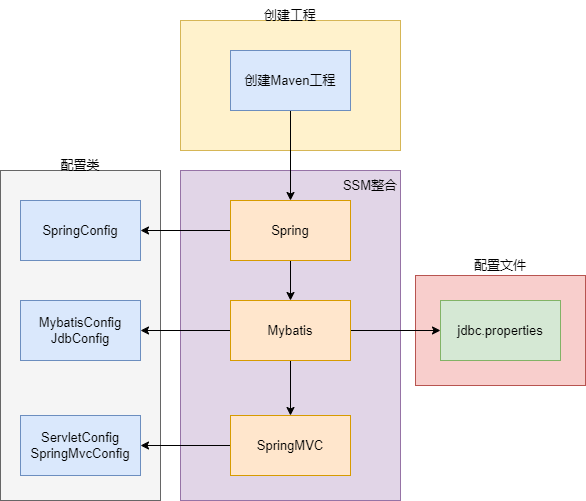 创建工程
创建Maven工程
配置类
SSM整合
SpringConfig
Spring
配置文件
MybatisConfig
JdbConfig
Mybatis
jdbc.properties
ServletConfig
SpringMvcConfig
SpringMVC